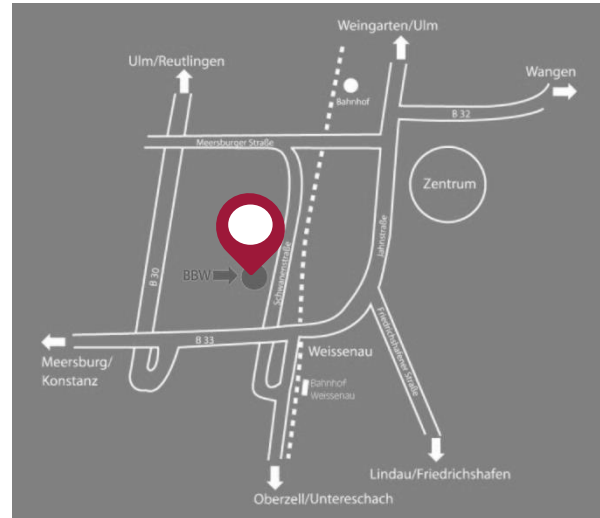 Weingarten/Ulm
Ulm/Reutlingen
Wangen
Bahnhof
B 32
Meersburger Straße
Zentrum
Jahnstraße
Schwanenstraße
BBW
B 30
B 33
Friedrichshafener Straße
Meersburg/
Konstanz
Weissenau
Bahnhof
Weissenau
Lindau/Friedrichshafen
Oberzell/Untereschach